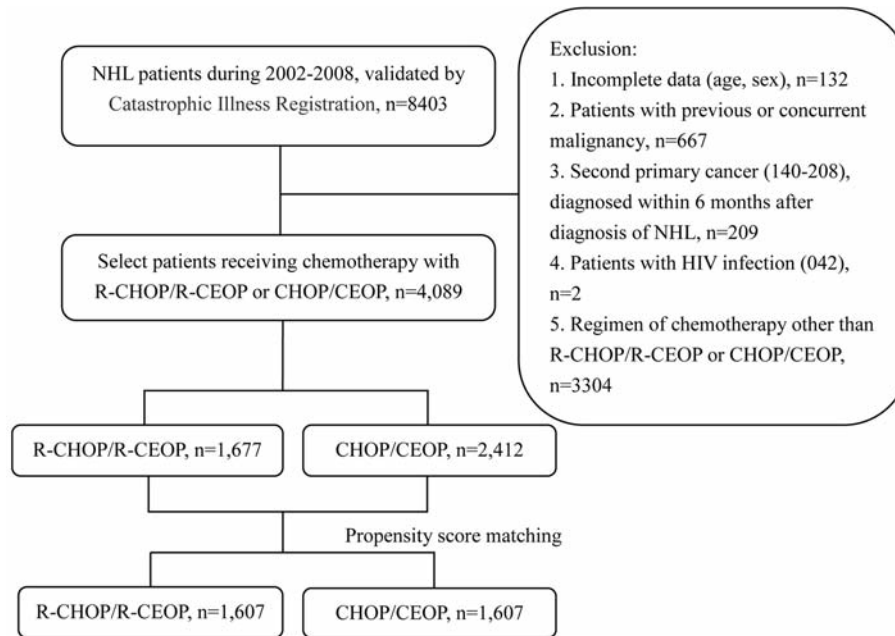 NHL patients during 2002-2008, validated by
Catastrophic Illness Registration, n=8403
Exclusion:
1. Incomplete data (age, sex), n=132
2. Patients with previous or concurrent
malignancy, n=667
3. Second primary cancer (140-208),
diagnosed within 6 months after
diagnosis of NHL, n=209
4. Patients with HIV infection (042),
n=2
5. Regimen of chemotherapy other than
R-CHOP/R-CEOP or CHOP/CEOP,
n=3304
Select patients receiving chemotherapy with
R-CHOP/R-CEOP or CHOP/CEOP, n=4,089
R-CHOP/R-CEOP, n=1,677
CHOP/CEOP, n=2,412
Propensity score matching
R-CHOP/R-CEOP, n=1,607
CHOP/CEOP, n=1,607